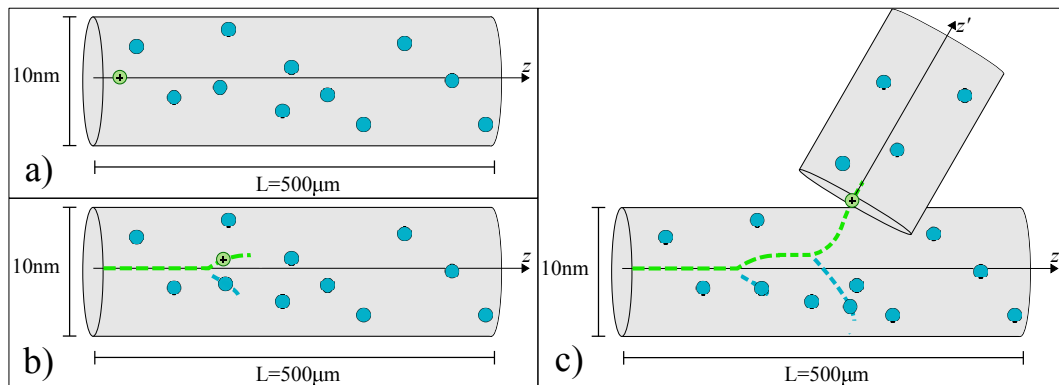 10nm
z
L=500μm
a)
10nm
z
L=500μm
b)
z'
10nm
z
L=500μm
c)
+
+
+